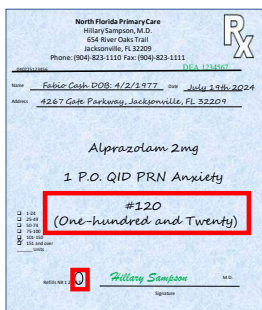 North Florida Primary Care
Hillary Sampson, M.D.
654 River Oaks Trail
Jacksonville, FL 32209
Phone: (904)-823-1110 Fax: (904)-823-1111
Rx
DEA 1234567
Name Fabio Cash DOB: 4/2/1977 Date July 19th 2024
Address 4267 Gate Parkway, Jacksonville, FL 32209
Alprazolam 2mg
1 P.O. QID PRN Anxiety
#120
(One-hundred and Twenty)
1-24
25-49
50-74
75-100
101-150
151 and over
Units
Refills NR 1 2
Hillary Sampson M.D.
Signature